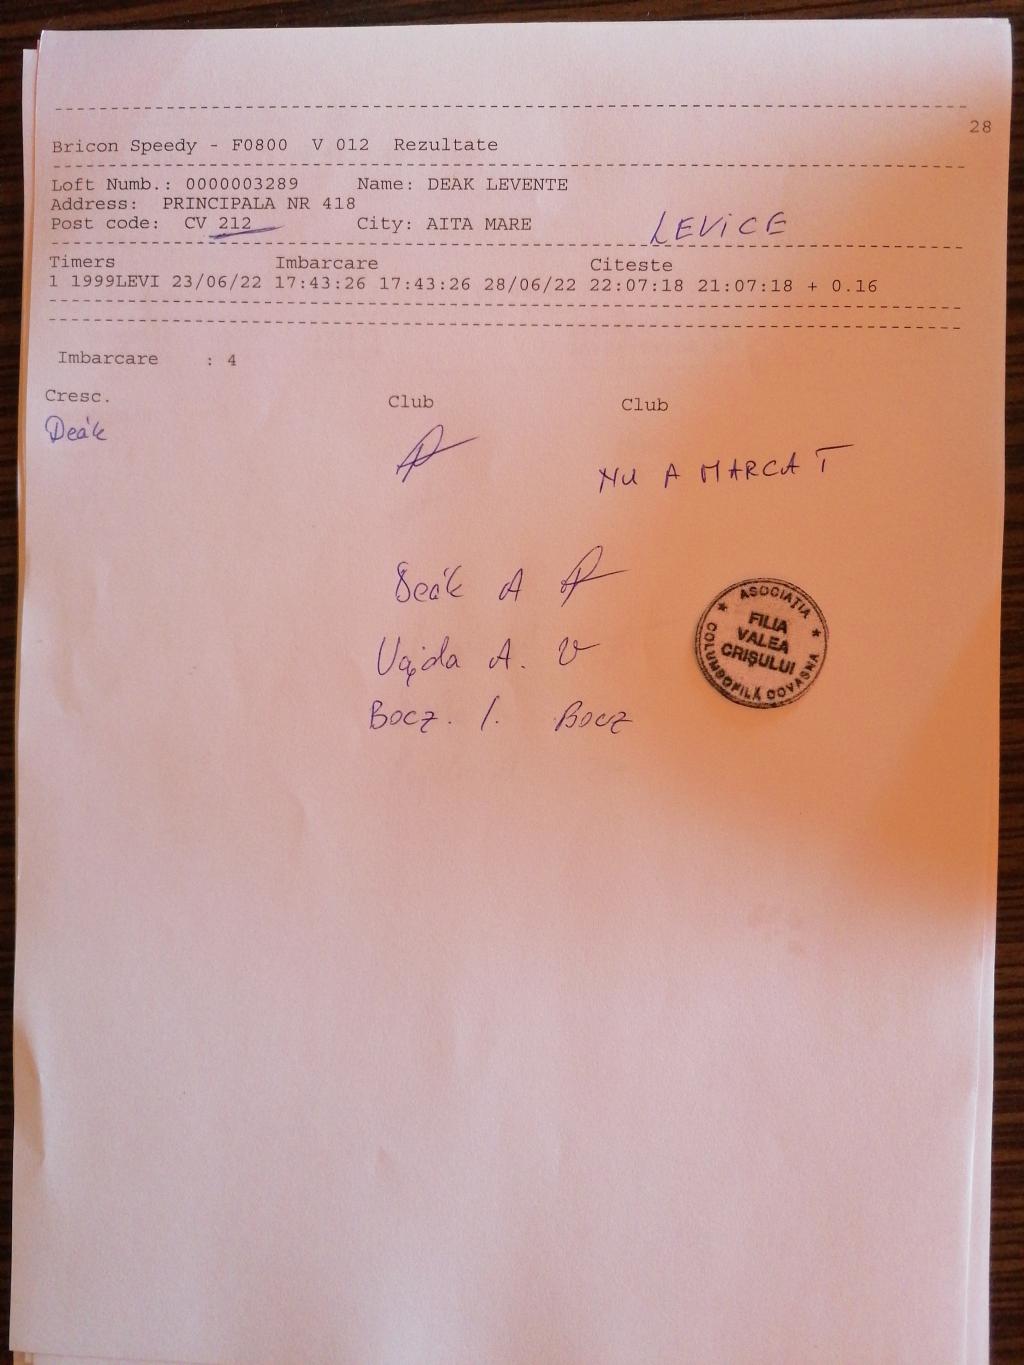 28
Bricon Speedy - F0800 V 012 Rezultate
Loft Numb.: 0000003289 Name: DEAK LEVENTE
Address: PRINCIPALA NR 418
Post code: CV 212 City: AITA MARE
LEVICE
Timers Imbarcare Citeste
1 1999LEVI 23/06/22 17:43:26 17:43:26 28/06/22 22:07:18 21:07:18 + 0.16
Imbarcare : 4
Cresc. Club Club
Deák
NU A MARCAT
Deák A
Vajda A.
Bocz. I. Bocz
ASOCIAŢIA
COLUMBOFILĂ COVASNA
FILIA
VALEA
CRIŞULUI